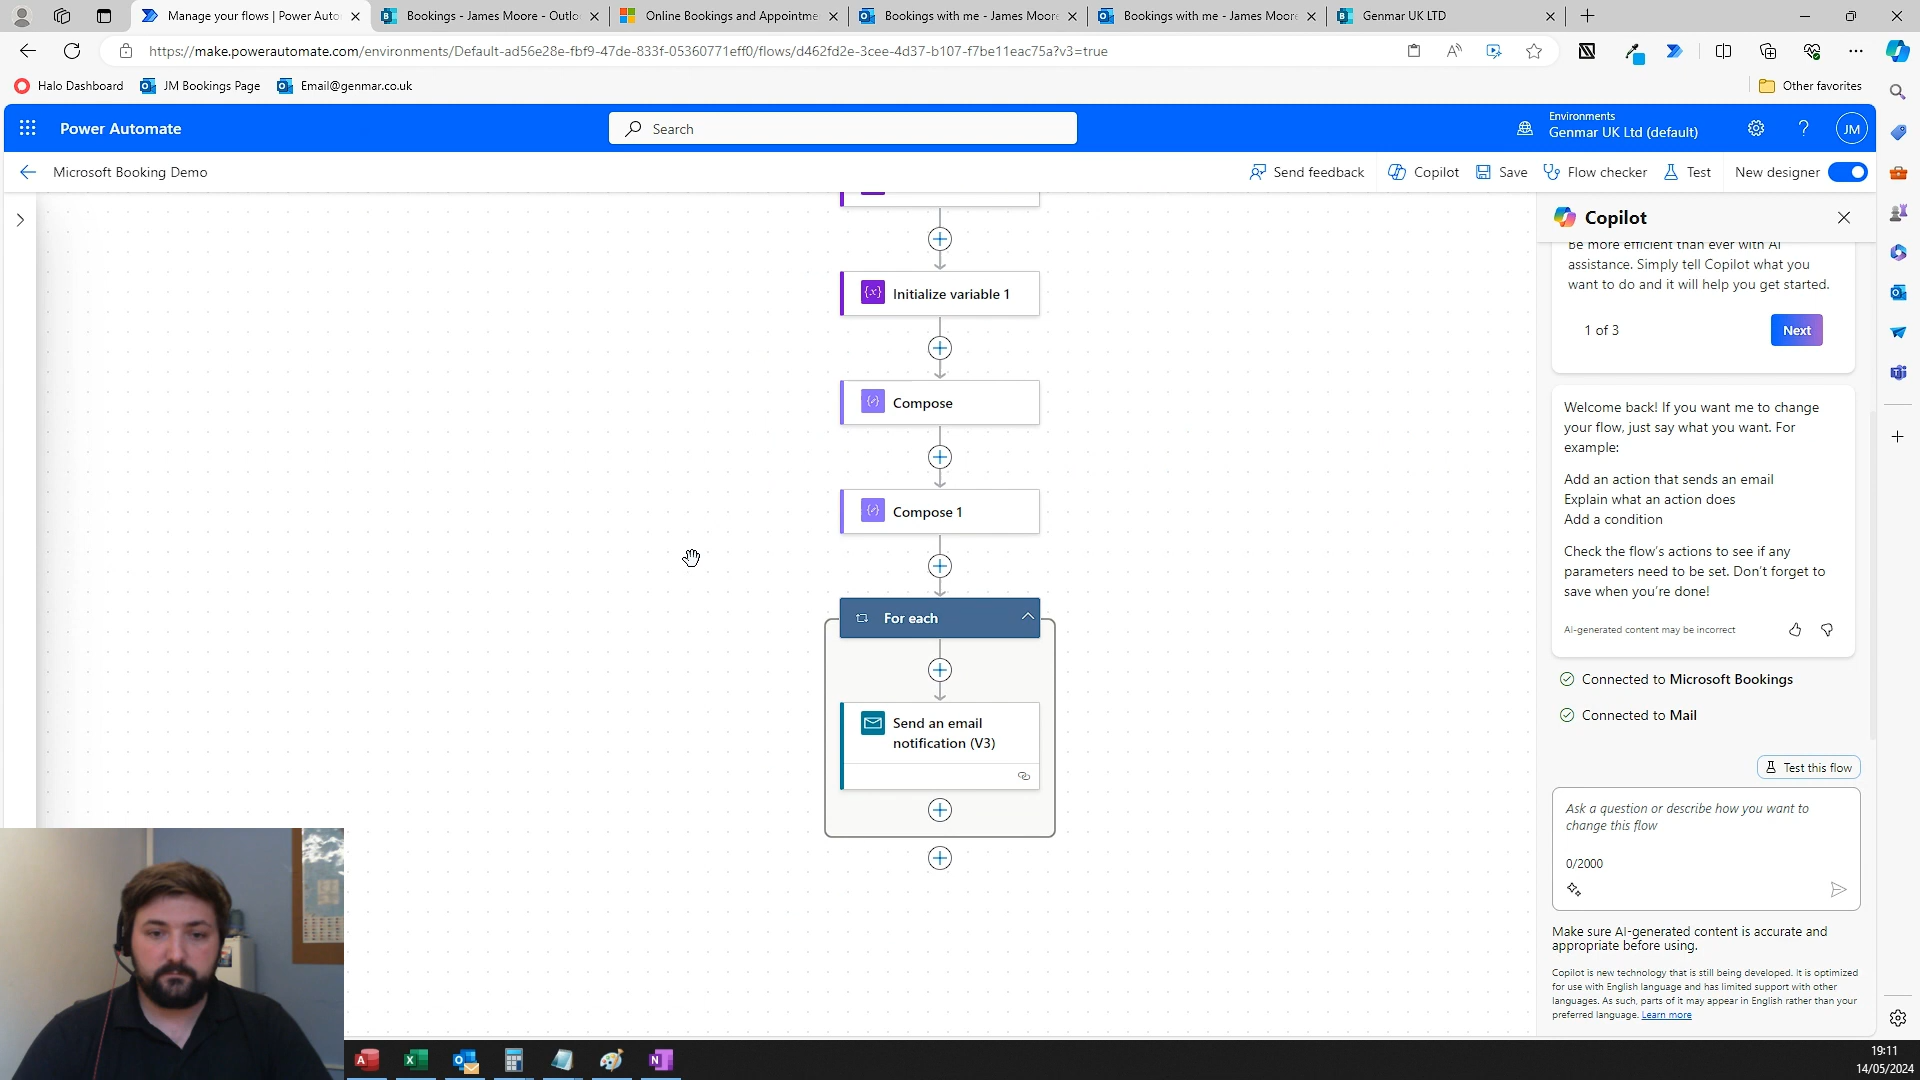 Manage your flows | Power Auto
Bookings - James Moore - Outlo
Online Bookings and Appointme
Bookings with me - James Moore
Bookings with me - James Moore
Genmar UK LTD
https://make.powerautomate.com/environments/Default-ad56e28e-fbf9-47de-833f-05360771eff0/flows/d462fd2e-3cee-4d37-b107-f7be11eac75a?v3=true
Halo Dashboard
JM Bookings Page
Email@genmar.co.uk
Other favorites
Power Automate
Search
Environments
Genmar UK Ltd (default)
JM
Microsoft Booking Demo
Send feedback
Copilot
Save
Flow checker
Test
New designer
Initialize variable 1
Compose
Compose 1
For each
Send an email
notification (V3)
Copilot
Be more efficient than ever with AI
assistance. Simply tell Copilot what you
want to do and it will help you get started.
1 of 3
Next
Welcome back! If you want me to change
your flow, just say what you want. For
example:
Add an action that sends an email
Explain what an action does
Add a condition
Check the flow's actions to see if any
parameters need to be set. Don't forget to
save when you're done!
AI-generated content may be incorrect
Connected to Microsoft Bookings
Connected to Mail
Test this flow
Ask a question or describe how you want to
change this flow
0/2000
Make sure AI-generated content is accurate and
appropriate before using.
Copilot is new technology that is still being developed. It is optimized
for use with English language and has limited support with other
languages. As such, parts of it may appear in English rather than your
preferred language. Learn more
19:11
14/05/2024